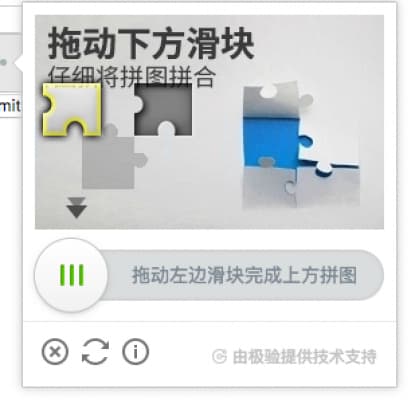 拖动下方滑块
仔细将拼图拼合
mit
拖动左边滑块完成上方拼图
由极验提供技术支持